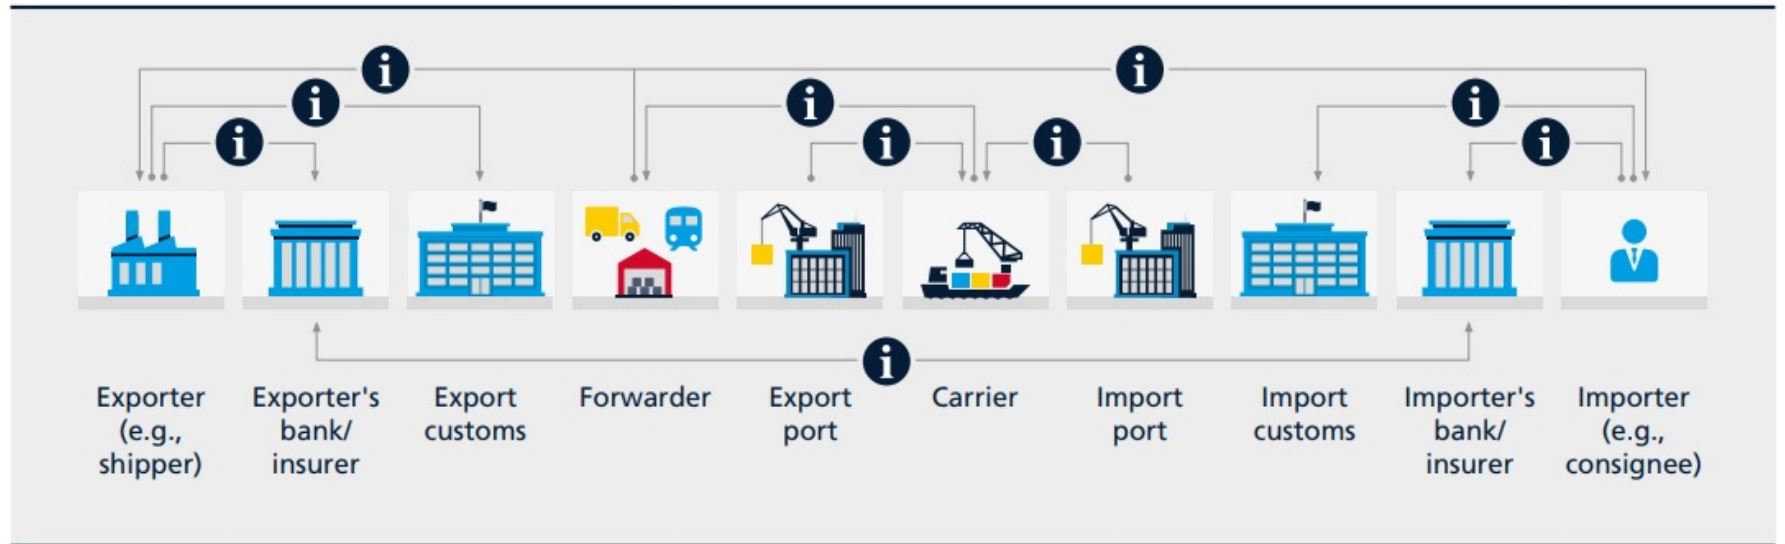 i
i
i
i
i
i
i
i
i
i
Exporter
(e.g.,
shipper)
Exporter's
bank/
insurer
Export
customs
Forwarder
Export
port
Carrier
Import
port
Import
customs
Importer's
bank/
insurer
Importer
(e.g.,
consignee)